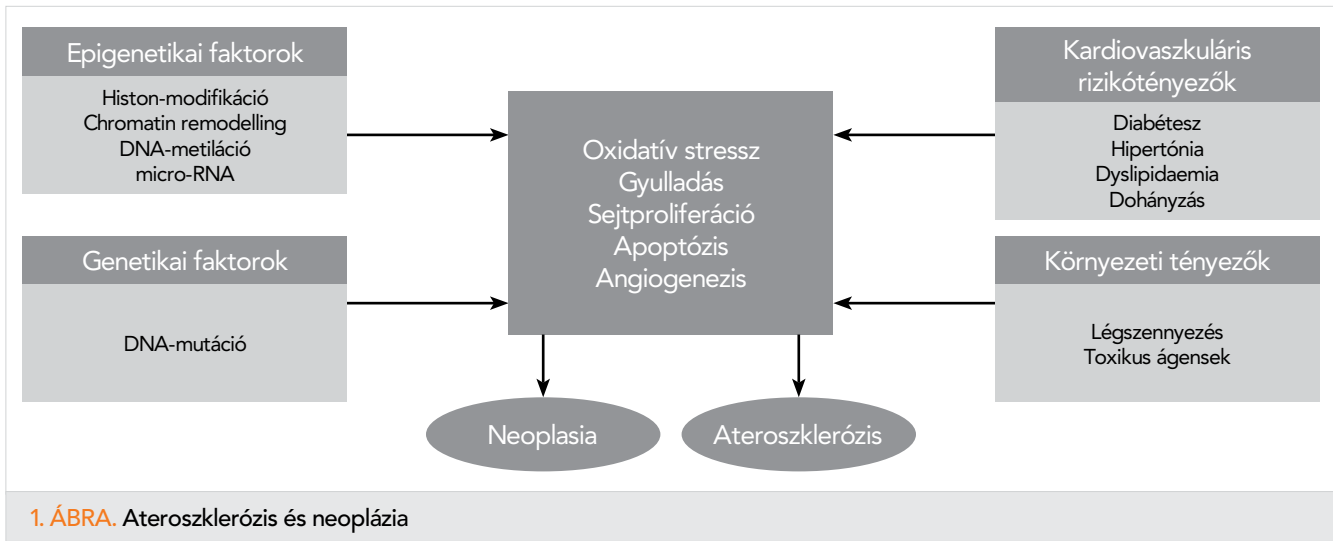 Epigenetikai faktorok
Histon-modifikáció
Chromatin remodelling
DNA-metiláció
micro-RNA
Genetikai faktorok
DNA-mutáció
Oxidatív stressz
Gyulladás
Sejtproliferáció
Apoptózis
Angiogenezis
Kardiovaszkuláris
rizikótényezők
Diabétesz
Hipertónia
Dyslipidaemia
Dohányzás
Környezeti tényezők
Légszennyezés
Toxikus ágensek
Neoplasia
Ateroszklerózis
1. ÁBRA. Ateroszklerózis és neoplázia